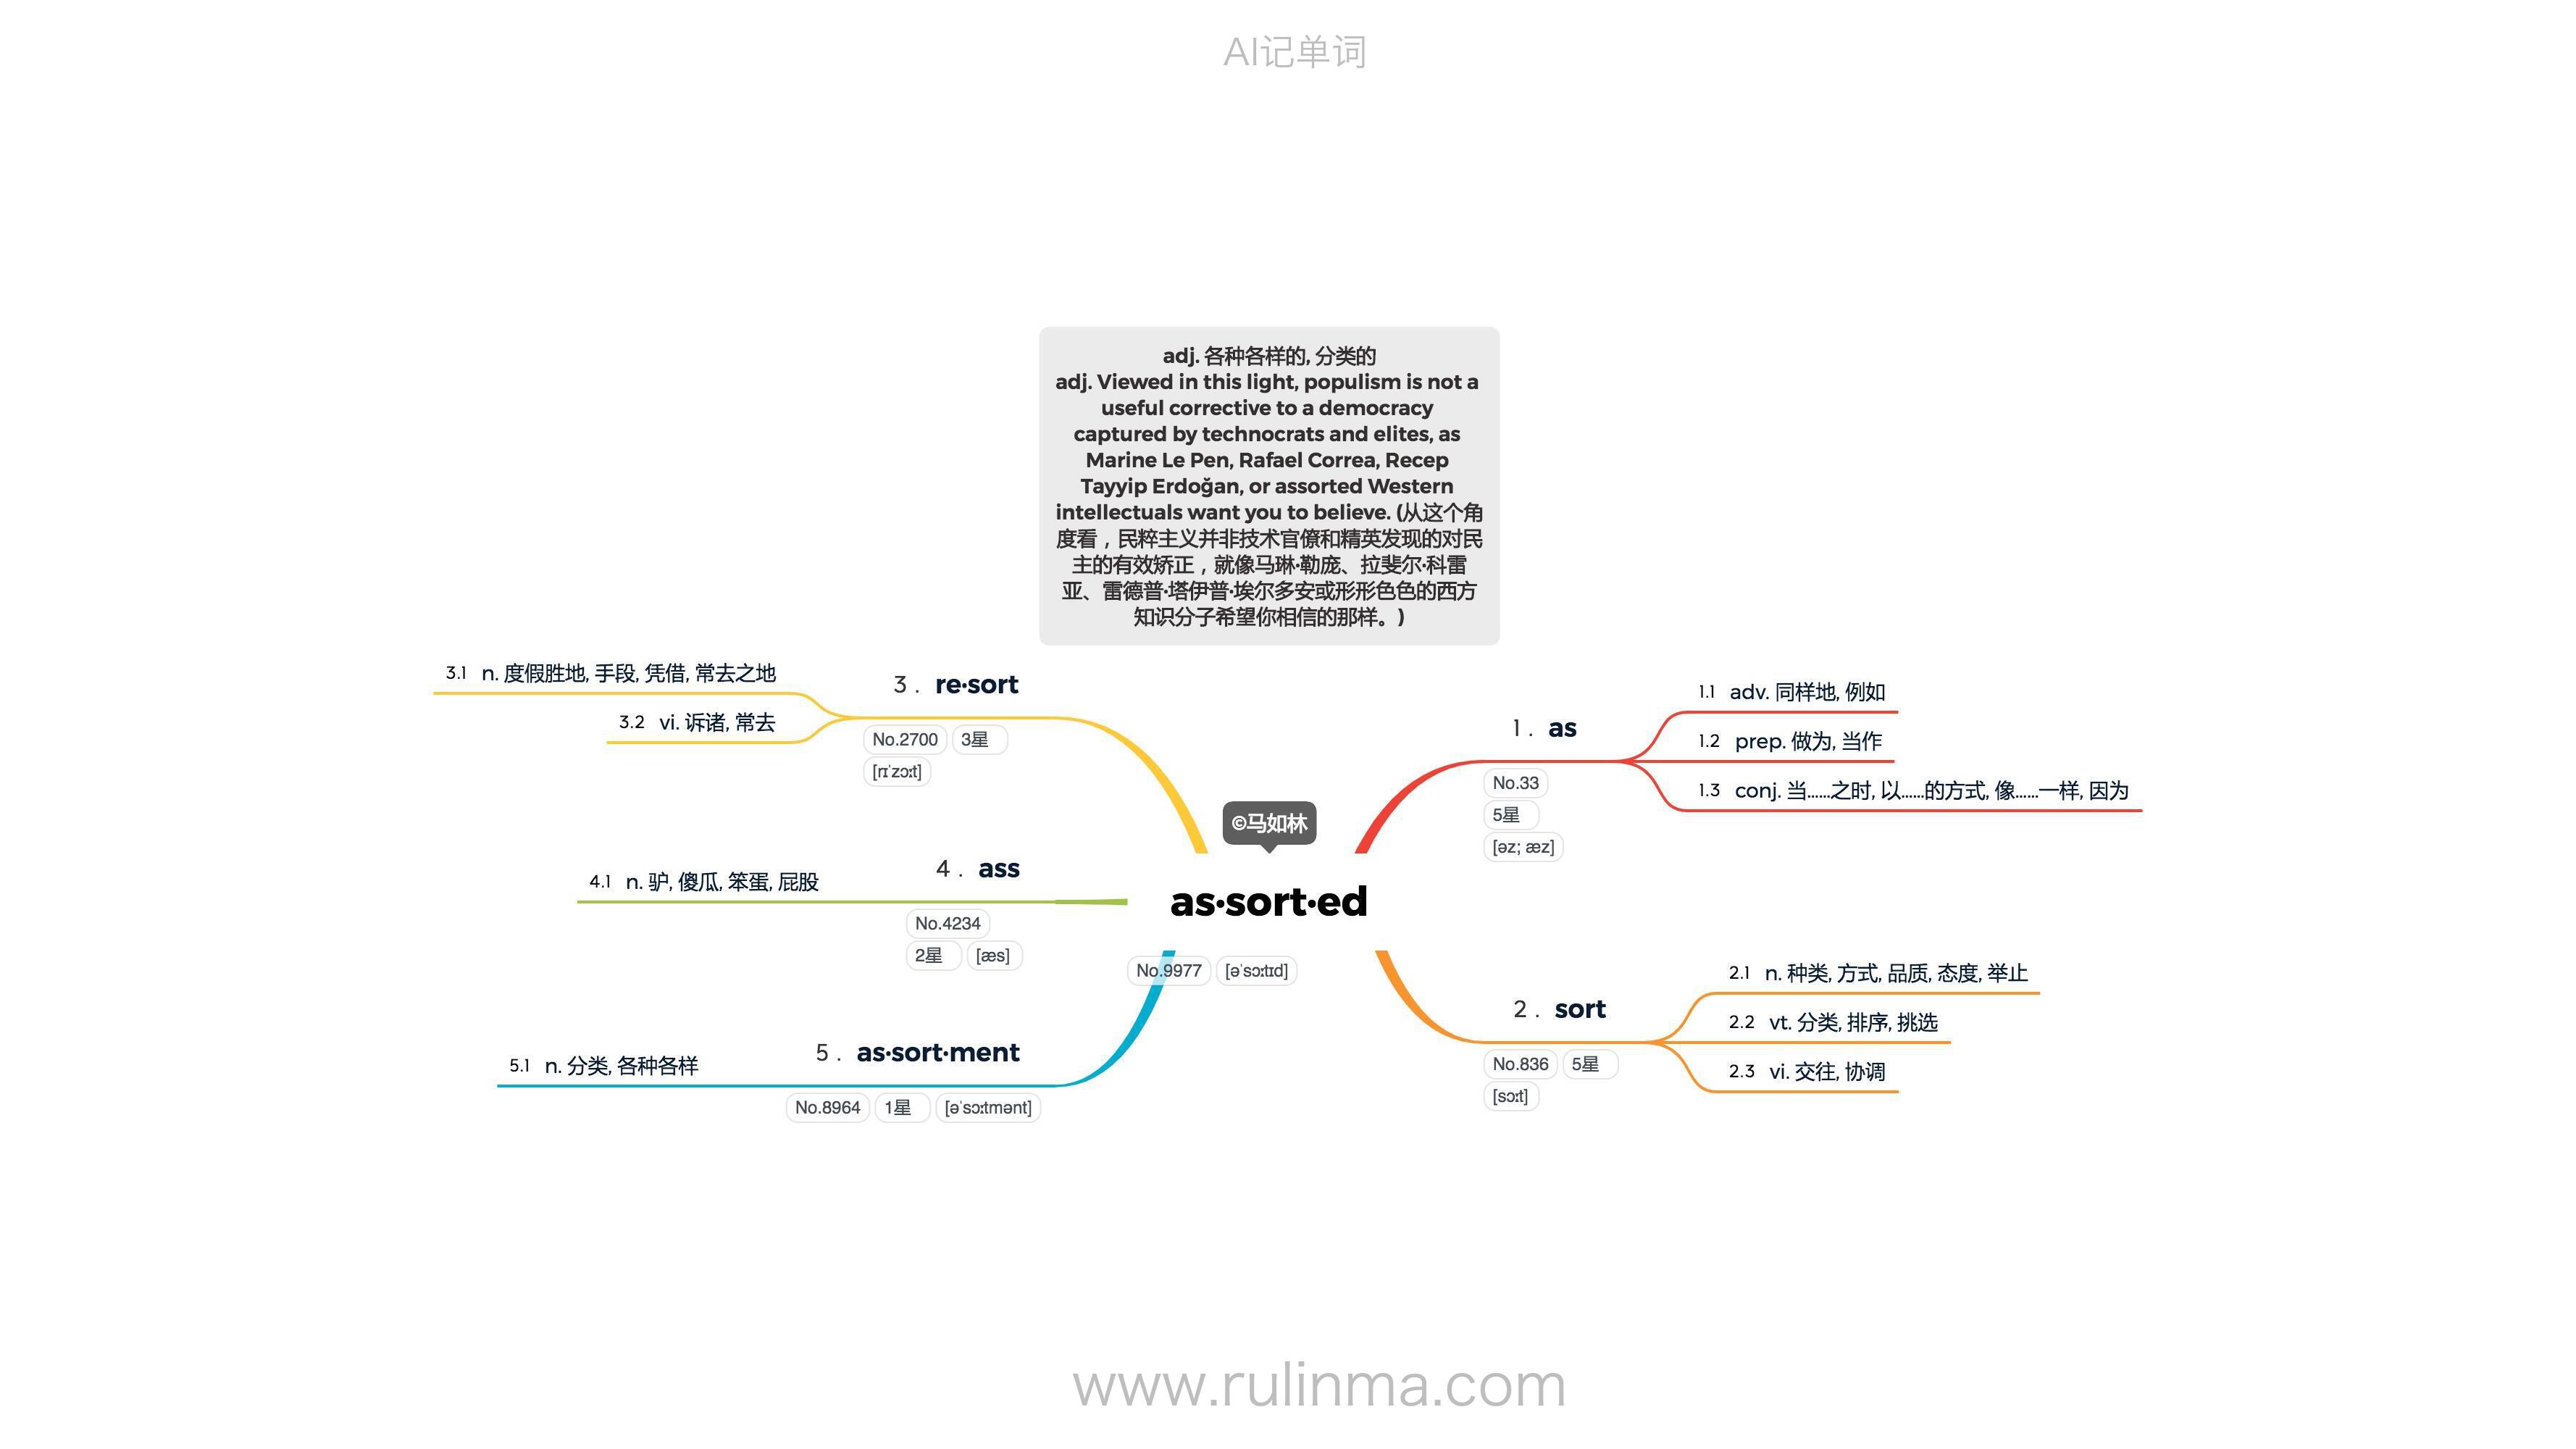 AI记单词
adj. 各种各样的, 分类的
adj. Viewed in this light, populism is not a
useful corrective to a democracy
captured by technocrats and elites, as
Marine Le Pen, Rafael Correa, Recep
Tayyip Erdoğan, or assorted Western
intellectuals want you to believe. (从这个角
度看，民粹主义并非技术官僚和精英发现的对民
主的有效矫正，就像马琳·勒庞、拉斐尔·科雷
亚、雷德普·塔伊普·埃尔多安或形形色色的西方
知识分子希望你相信的那样。)
©马如林
as·sort·ed
No.9977 [əˈsɔːtɪd]
1. as
No.33
5星
[əz; æz]
1.1 adv. 同样地, 例如
1.2 prep. 做为, 当作
1.3 conj. 当......之时, 以......的方式, 像......一样, 因为
2. sort
No.836 5星
[sɔːt]
2.1 n. 种类, 方式, 品质, 态度, 举止
2.2 vt. 分类, 排序, 挑选
2.3 vi. 交往, 协调
3. re·sort
No.2700 3星
[rɪˈzɔːt]
3.1 n. 度假胜地, 手段, 凭借, 常去之地
3.2 vi. 诉诸, 常去
4. ass
No.4234
2星 [æs]
4.1 n. 驴, 傻瓜, 笨蛋, 屁股
5. as·sort·ment
No.8964 1星 [əˈsɔːtmənt]
5.1 n. 分类, 各种各样
www.rulinma.com